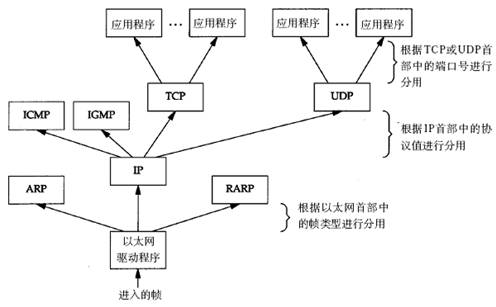 应用程序 … 应用程序 应用程序 … 应用程序
根据TCP或UDP首
部中的端口号进行
分用
TCP
UDP
ICMP
IGMP
根据IP首部中的协
议值进行分用
IP
ARP
RARP
根据以太网首部中
的帧类型进行分用
以太网
驱动程序
进入的帧